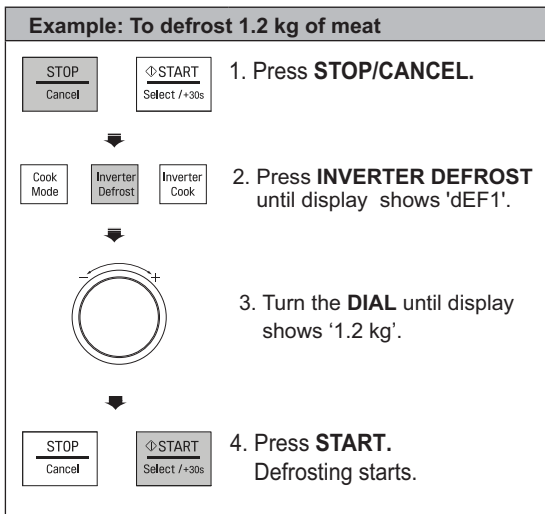 Example: To defrost 1.2 kg of meat
STOP
Cancel
START
Select /+30s
1. Press STOP/CANCEL.
Cook
Mode
Inverter
Defrost
Inverter
Cook
2. Press INVERTER DEFROST
until display shows 'dEF1'.
- +
3. Turn the DIAL until display
shows ‘1.2 kg’.
STOP
Cancel
START
Select /+30s
4. Press START.
Defrosting starts.